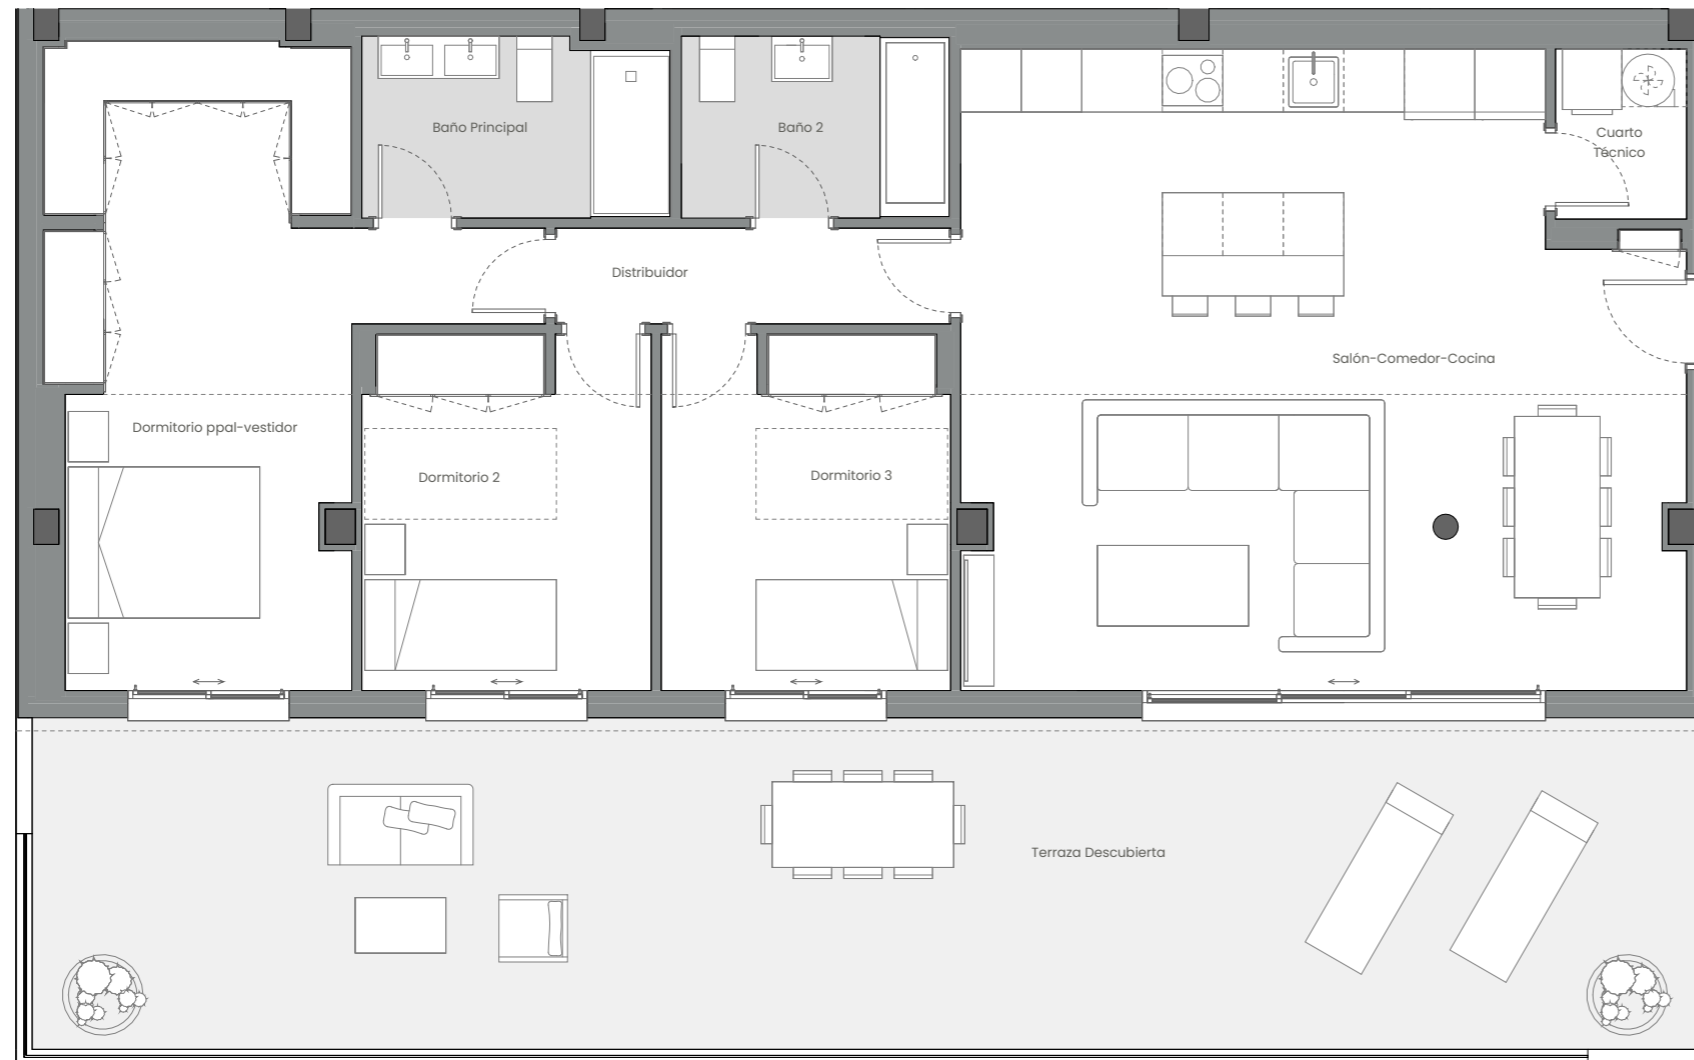 Baño Principal
Baño 2
Cuarto
Técnico
Distribuidor
Salón-Comedor-Cocina
Dormitorio ppal-vestidor
Dormitorio 2
Dormitorio 3
Terraza Descubierta